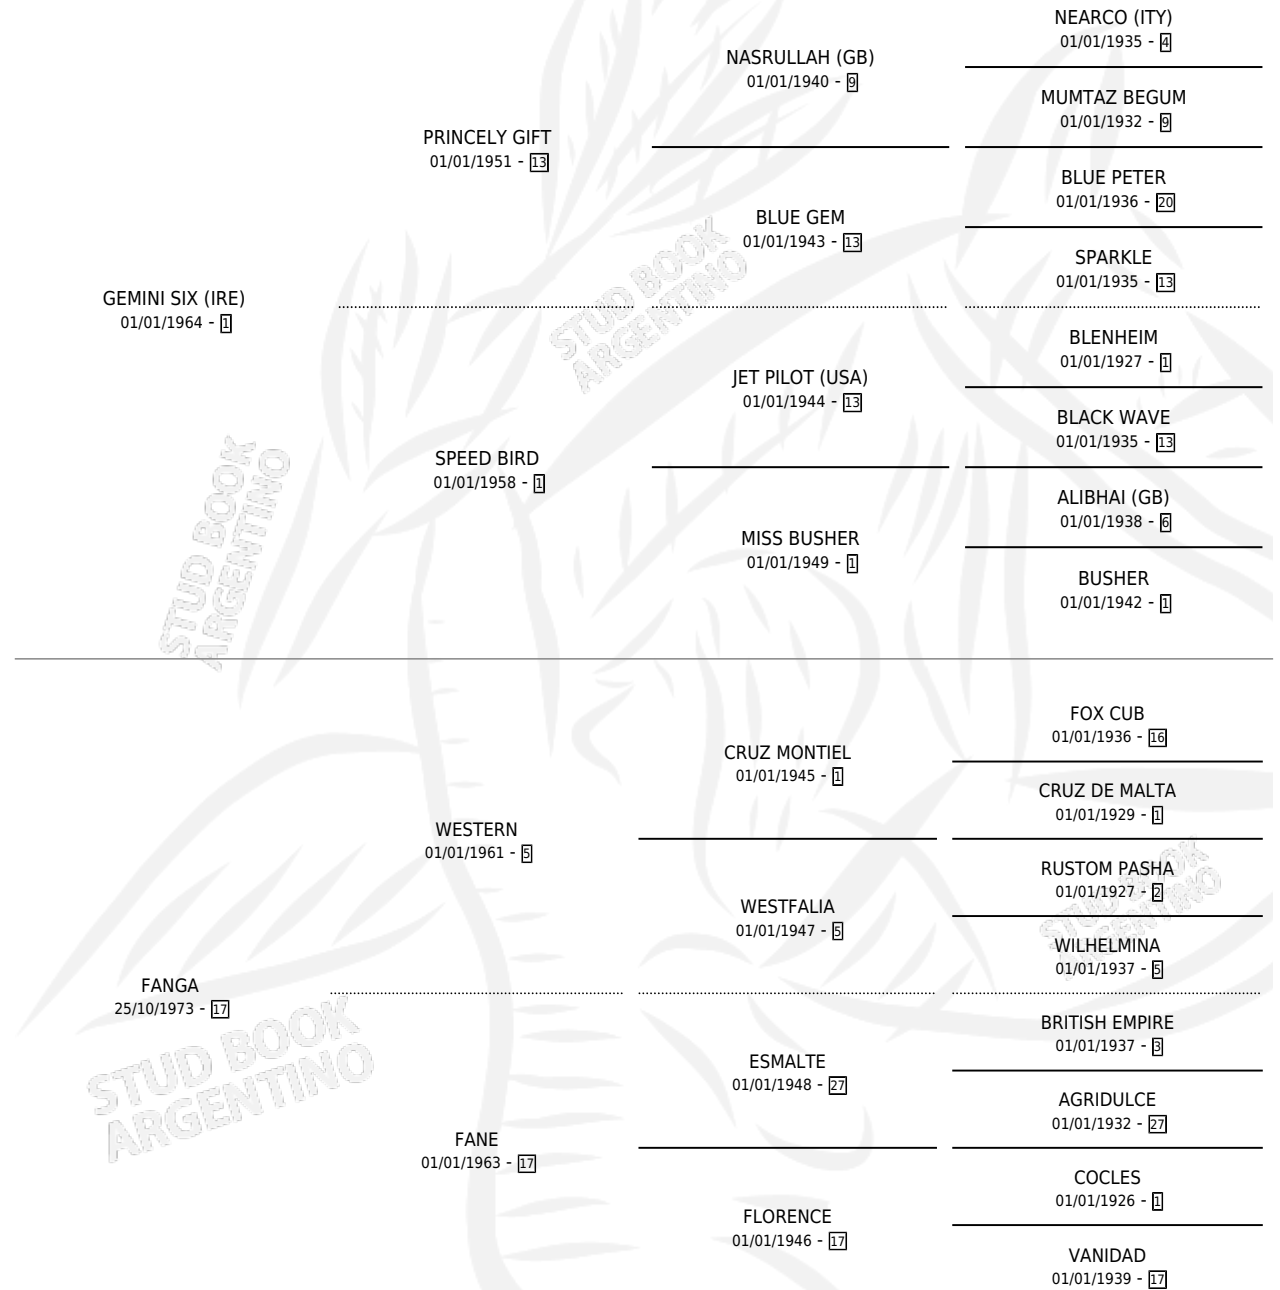 NEARCO (ITY)
01/01/1935 - 4
NASRULLAH (GB)
01/01/1940 - 9
MUMTAZ BEGUM
01/01/1932 - 9
PRINCELY GIFT
01/01/1951 - 13
BLUE PETER
01/01/1936 - 20
BLUE GEM
01/01/1943 - 13
SPARKLE
01/01/1935 - 13
GEMINI SIX (IRE)
01/01/1964 - 1
BLENHEIM
01/01/1927 - 1
JET PILOT (USA)
01/01/1944 - 13
BLACK WAVE
01/01/1935 - 13
SPEED BIRD
01/01/1958 - 1
ALIBHAI (GB)
01/01/1938 - 6
MISS BUSHER
01/01/1949 - 1
BUSHER
01/01/1942 - 1
FOX CUB
01/01/1936 - 16
CRUZ MONTIEL
01/01/1945 - 1
CRUZ DE MALTA
01/01/1929 - 1
WESTERN
01/01/1961 - 5
RUSTOM PASHA
01/01/1927 - 2
WESTFALIA
01/01/1947 - 5
WILHELMINA
01/01/1937 - 5
FANGA
25/10/1973 - 17
BRITISH EMPIRE
01/01/1937 - 3
ESMALTE
01/01/1948 - 27
AGRIDULCE
01/01/1932 - 27
FANE
01/01/1963 - 17
COCLES
01/01/1926 - 1
FLORENCE
01/01/1946 - 17
VANIDAD
01/01/1939 - 17
STUD BOOK
ARGENTINO
STUD BOOK
ARGENTINO
STUD BOOK
ARGENTINO
STUD BOOK
ARGENTINO